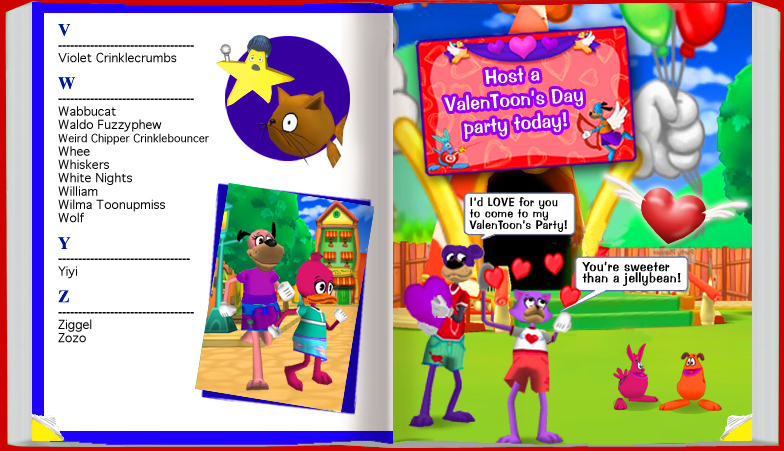 V
Violet Crinklecrumbs
W
Wabbucat
Waldo Fuzzyphew
Weird Chipper Crinklebouncer
Whee
Whiskers
White Nights
William
Wilma Toonupmiss
Wolf
Y
Yiyi
Z
Ziggel
Zozo
Host a
ValenToon's Day
party today!
I'd LOVE for you
to come to my
ValenToon's Party!
You're sweeter
than a jellybean!